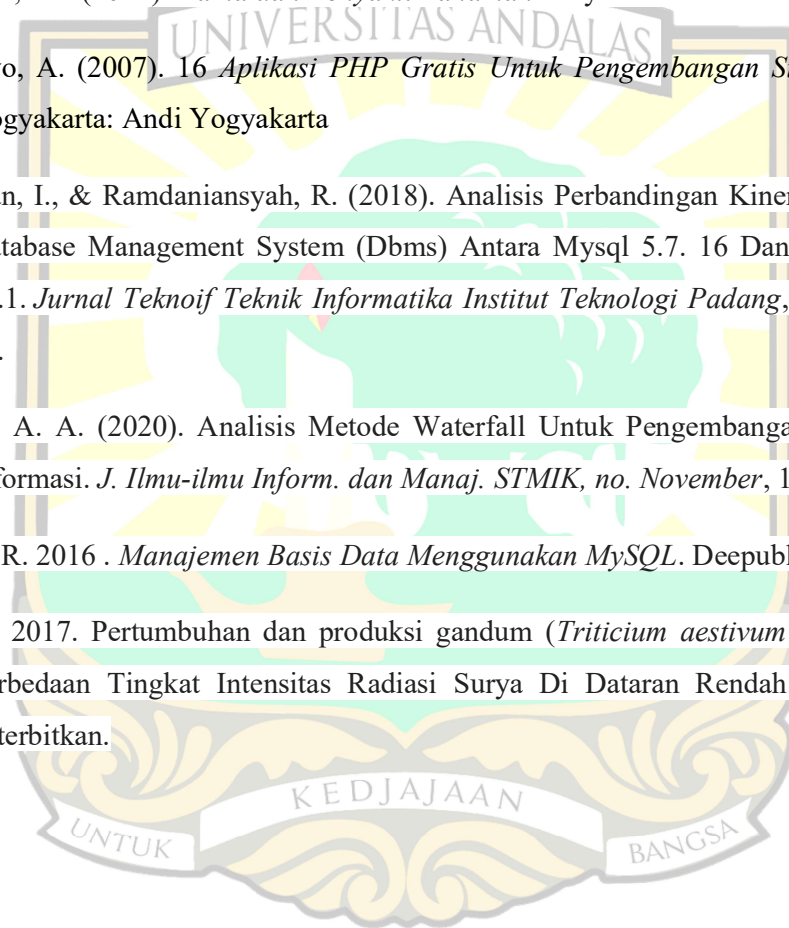 UNIVERSITAS ANDALAS
o, A. (2007). 16 Aplikasi PHP Gratis Untuk Pengembangan
ogyakarta: Andi Yogyakarta
n, I., & Ramdaniansyah, R. (2018). Analisis Perbandingan Kiner
tabase Management System (Dbms) Antara Mysql 5.7. 16 Dan
.1. Jurnal Teknoif Teknik Informatika Institut Teknologi Padang,
.
A. A. (2020). Analisis Metode Waterfall Untuk Pengembanga
formasi. J. Ilmu-ilmu Inform. dan Manaj. STMIK, no. November, 1
R. 2016 . Manajemen Basis Data Menggunakan MySQL. Deepubl
2017. Pertumbuhan dan produksi gandum (Triticium aestivum
rbedaan Tingkat Intensitas Radiasi Surya Di Dataran Rendah
terbitkan.
UNTUK KEDJAJAAN BANGSA